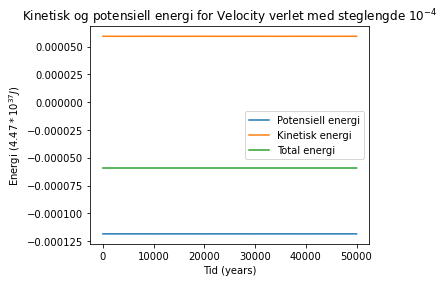 Kinetisk og potensiell energi for Velocity verlet med steglengde 10⁻⁴
0.000050
0.000025
0.000000
−0.000025
−0.000050
−0.000075
−0.000100
−0.000125
Energi (4.47 * 10³⁷J)
Potensiell energi
Kinetisk energi
Total energi
0 10000 20000 30000 40000 50000
Tid (years)